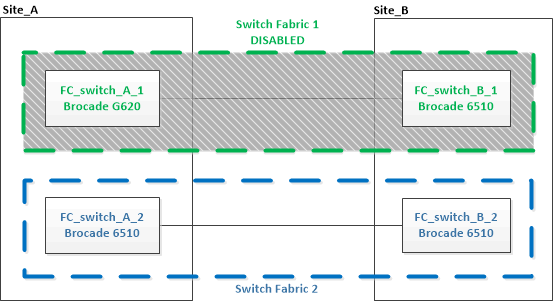 Site_A
Site_B
Switch Fabric 1
DISABLED
FC_switch_A_1
Brocade G620
FC_switch_B_1
Brocade 6510
FC_switch_A_2
Brocade 6510
FC_switch_B_2
Brocade 6510
Switch Fabric 2